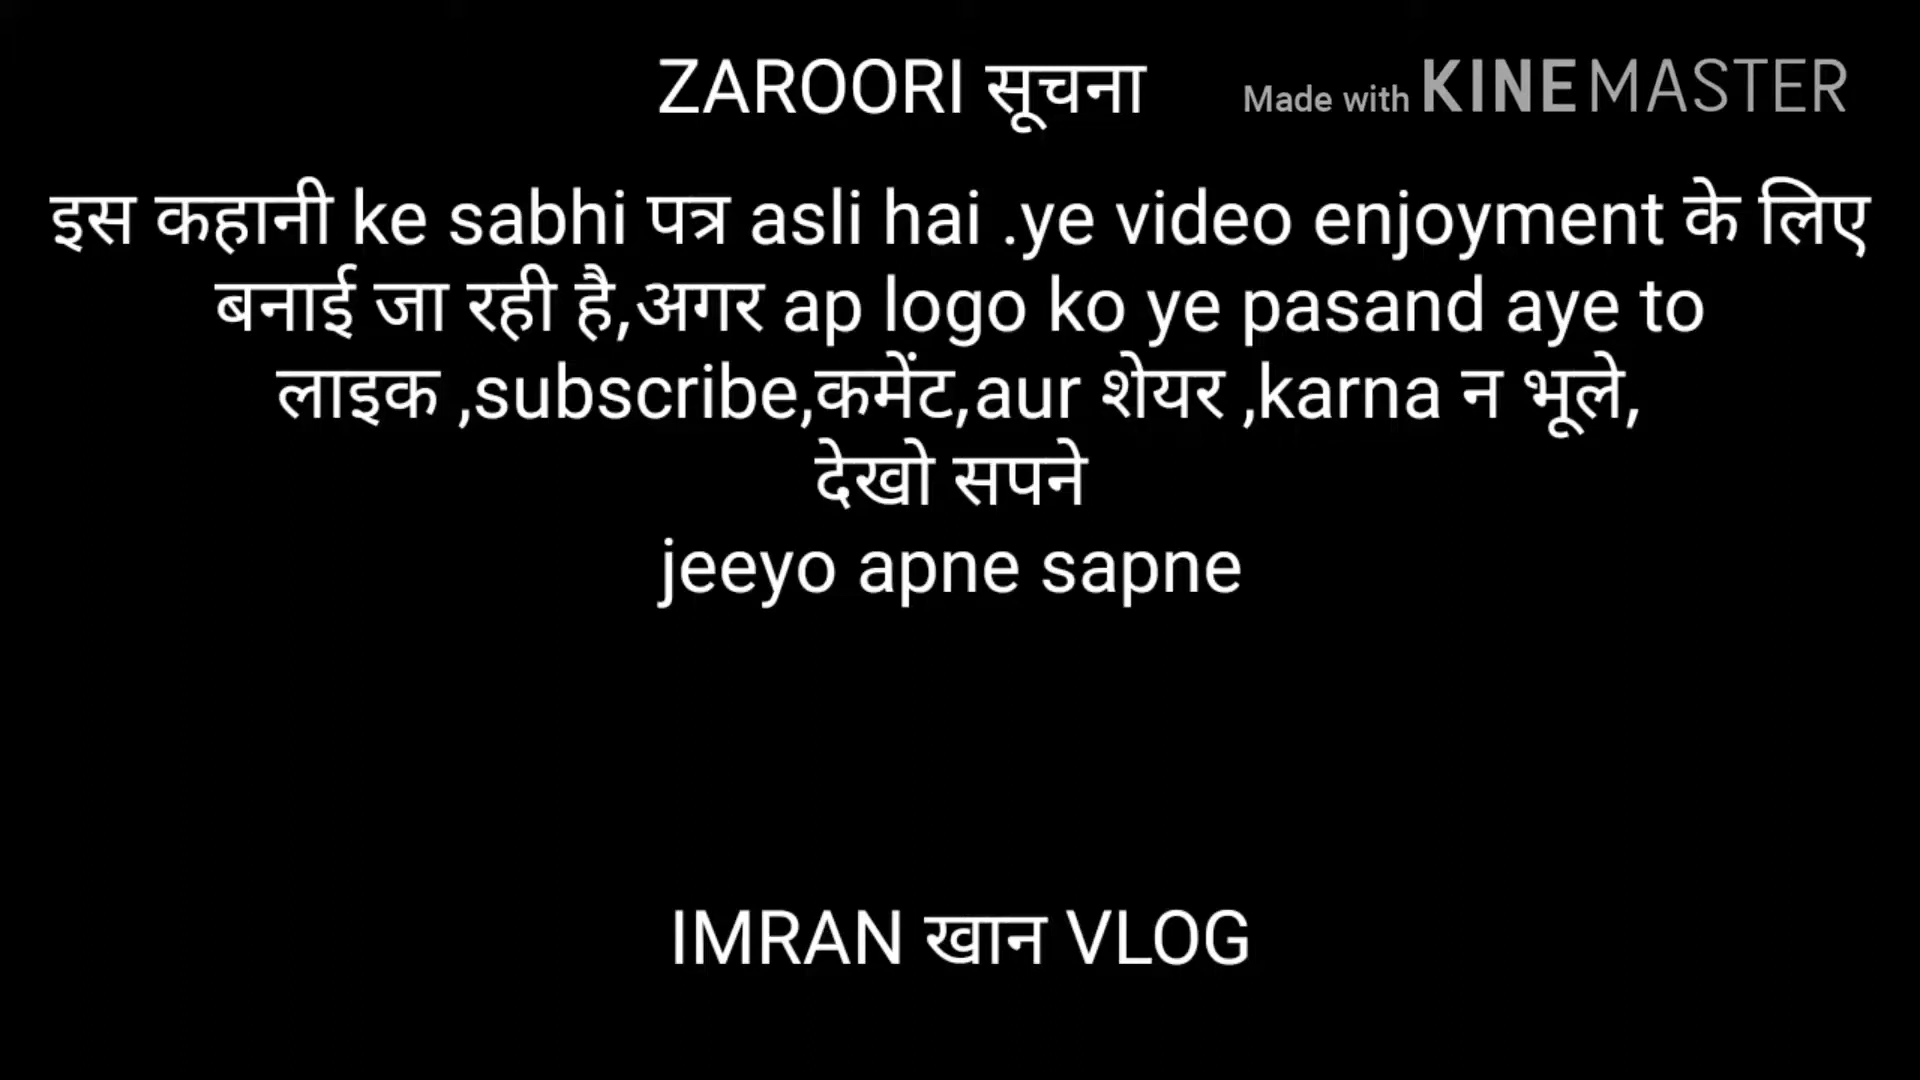 ZAROORI सूचना
Made with KINEMASTER
इस कहानी ke sabhi पत्र asli hai .ye video enjoyment के लिए
बनाई जा रही है,अगर ap logo ko ye pasand aye to
लाइक ,subscribe,कमेंट,aur शेयर ,karna न भूले,
देखो सपने
jeeyo apne sapne
IMRAN खान VLOG